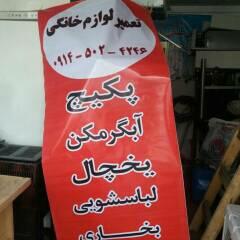 تعمیر لوازم خانگی
۰۹۱۴-۵۰۲-۴۲۴۶
پکیج
آبگرمکن
یخچال
لباسشویی
بخاری